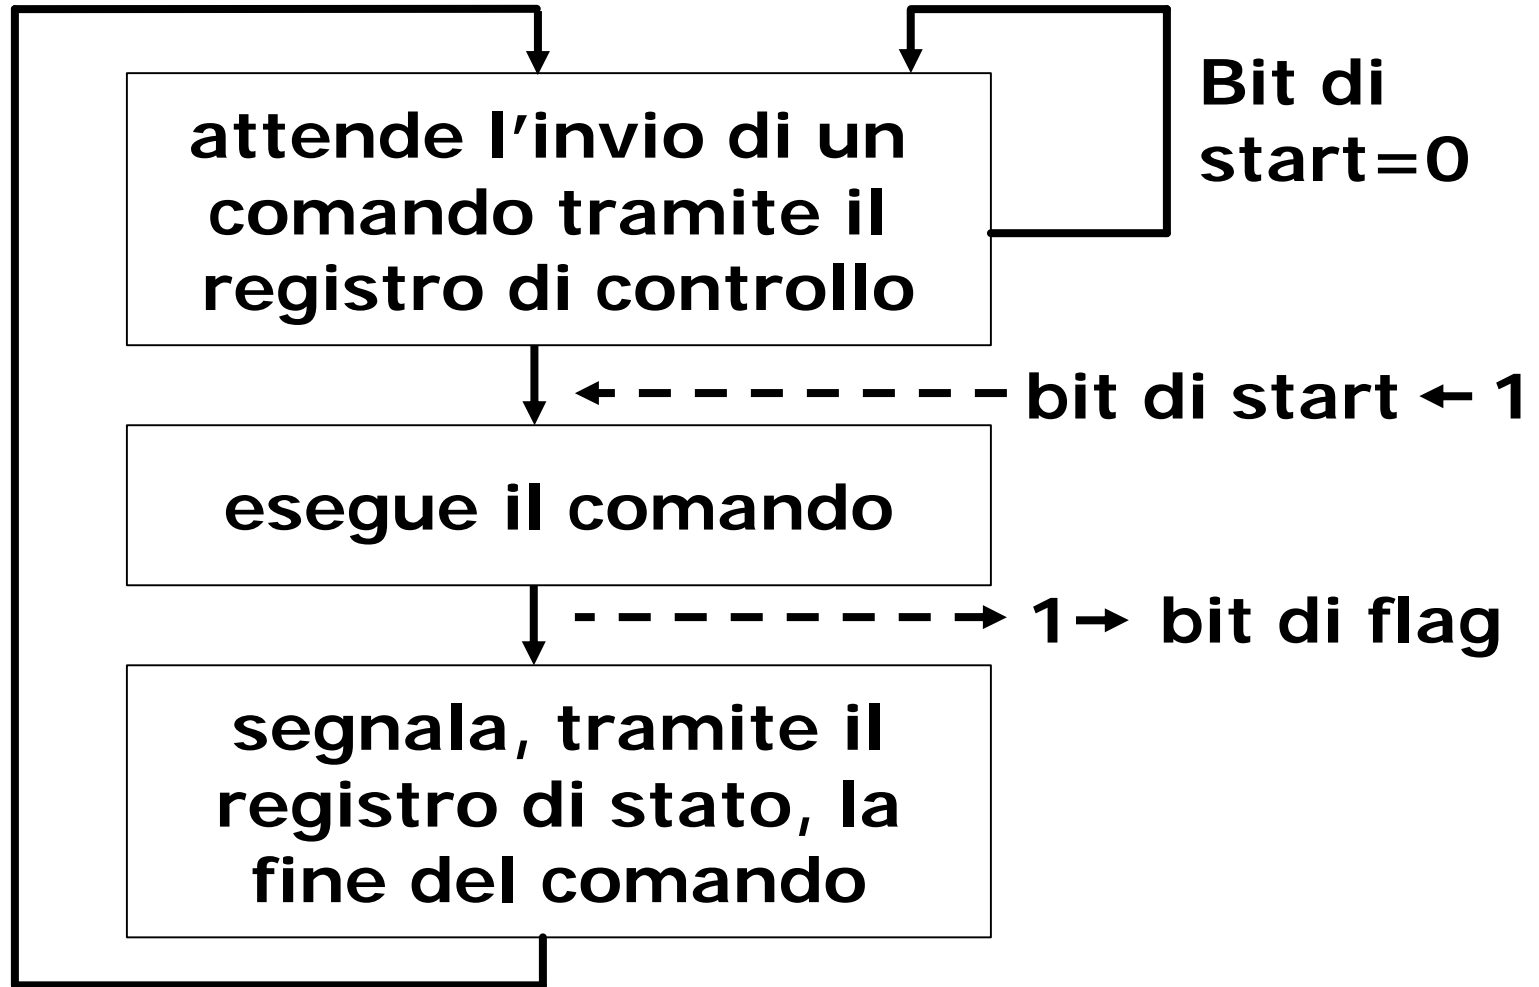 attende l'invio di un
comando tramite il
registro di controllo
Bit di
start=0
bit di start ← 1
esegue il comando
1→ bit di flag
segnala, tramite il
registro di stato, la
fine del comando